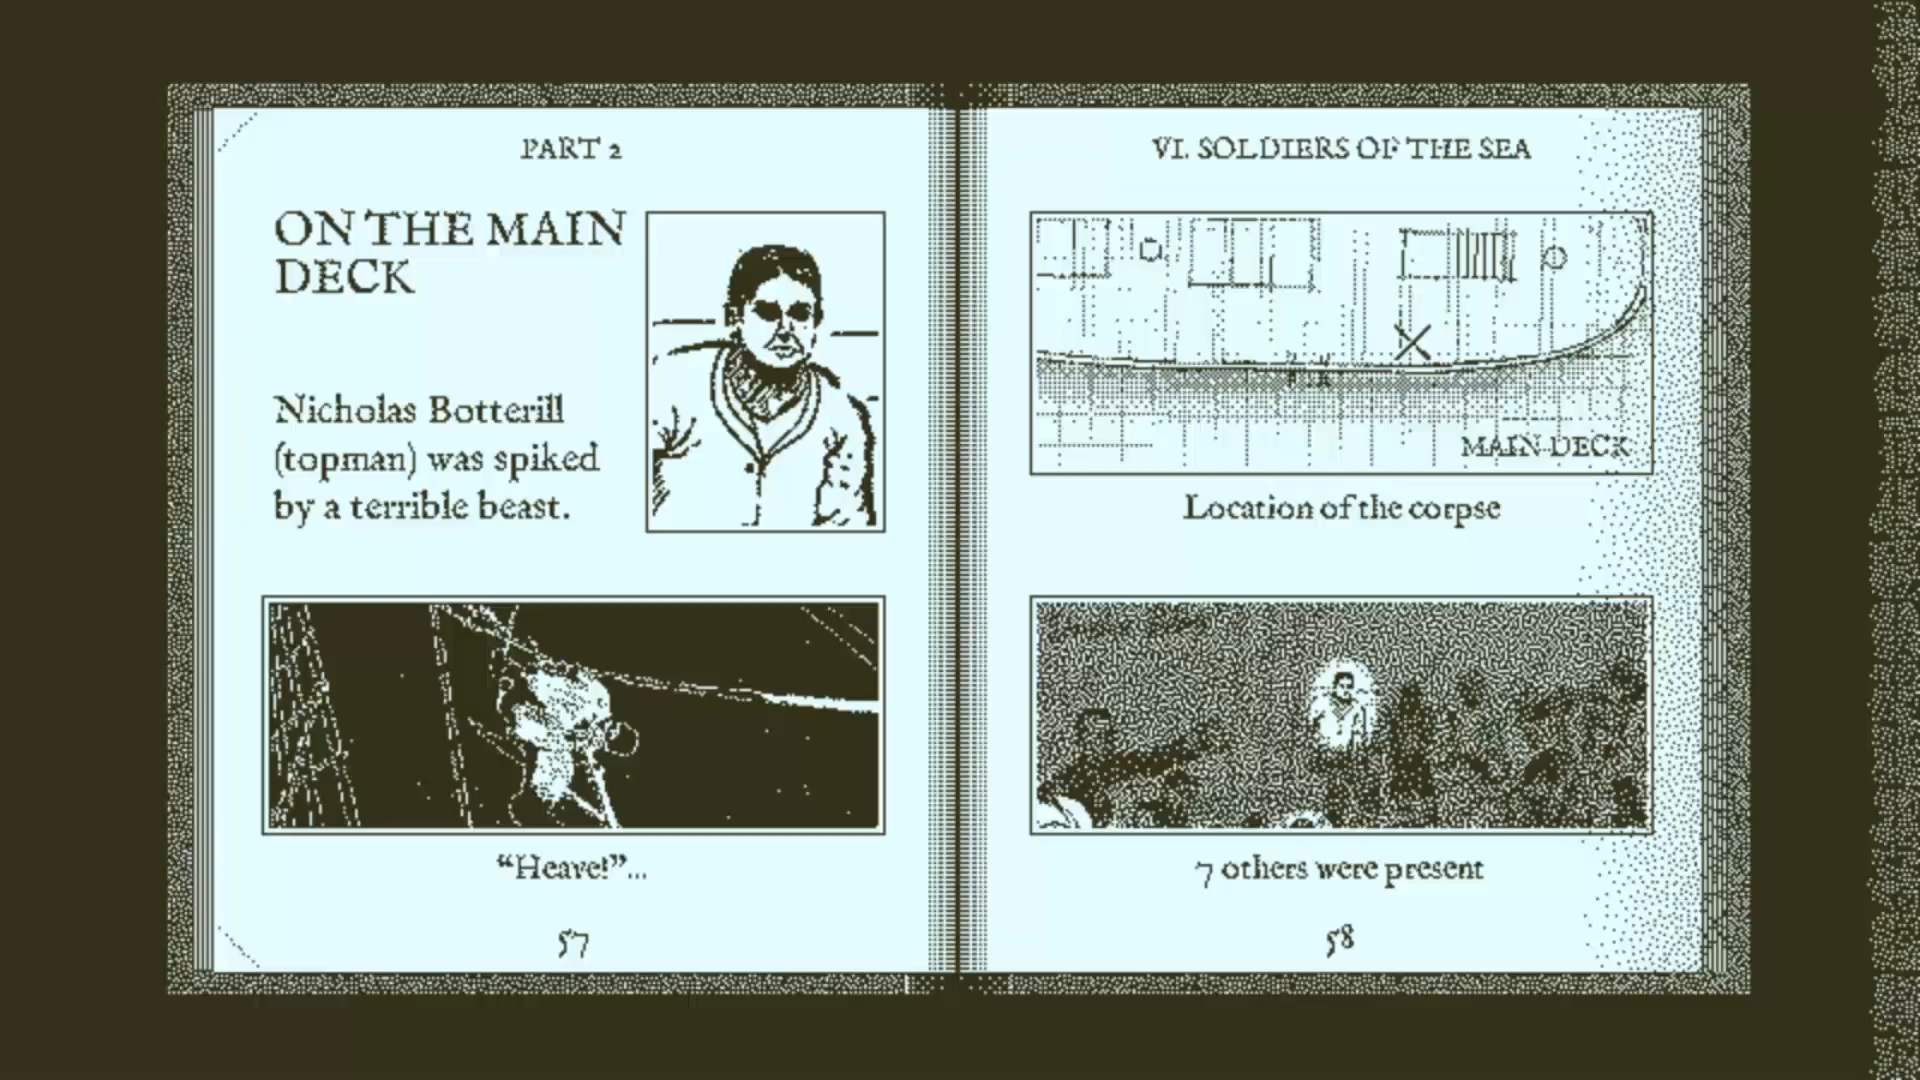 PART 2
ON THE MAIN
DECK
Nicholas Botterill
(topman) was spiked
by a terrible beast.
“Heave!”...
57
VI. SOLDIERS OF THE SEA
MAIN DECK
Location of the corpse
7 others were present
58